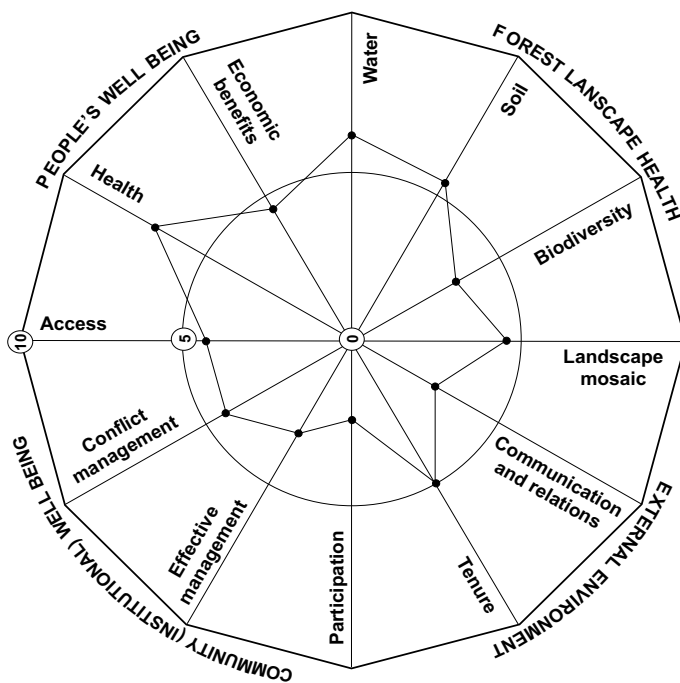 PEOPLE'S WELL BEING
FOREST LANSCAPE HEALTH
Economic
benefits
Water
Soil
Health
Biodiversity
Access
10
5
0
Landscape
mosaic
Conflict
management
Communication
and relations
Effective
management
Participation
Tenure
COMMUNITY (INSTITUTIONAL) WELL BEING
EXTERNAL ENVIRONMENT